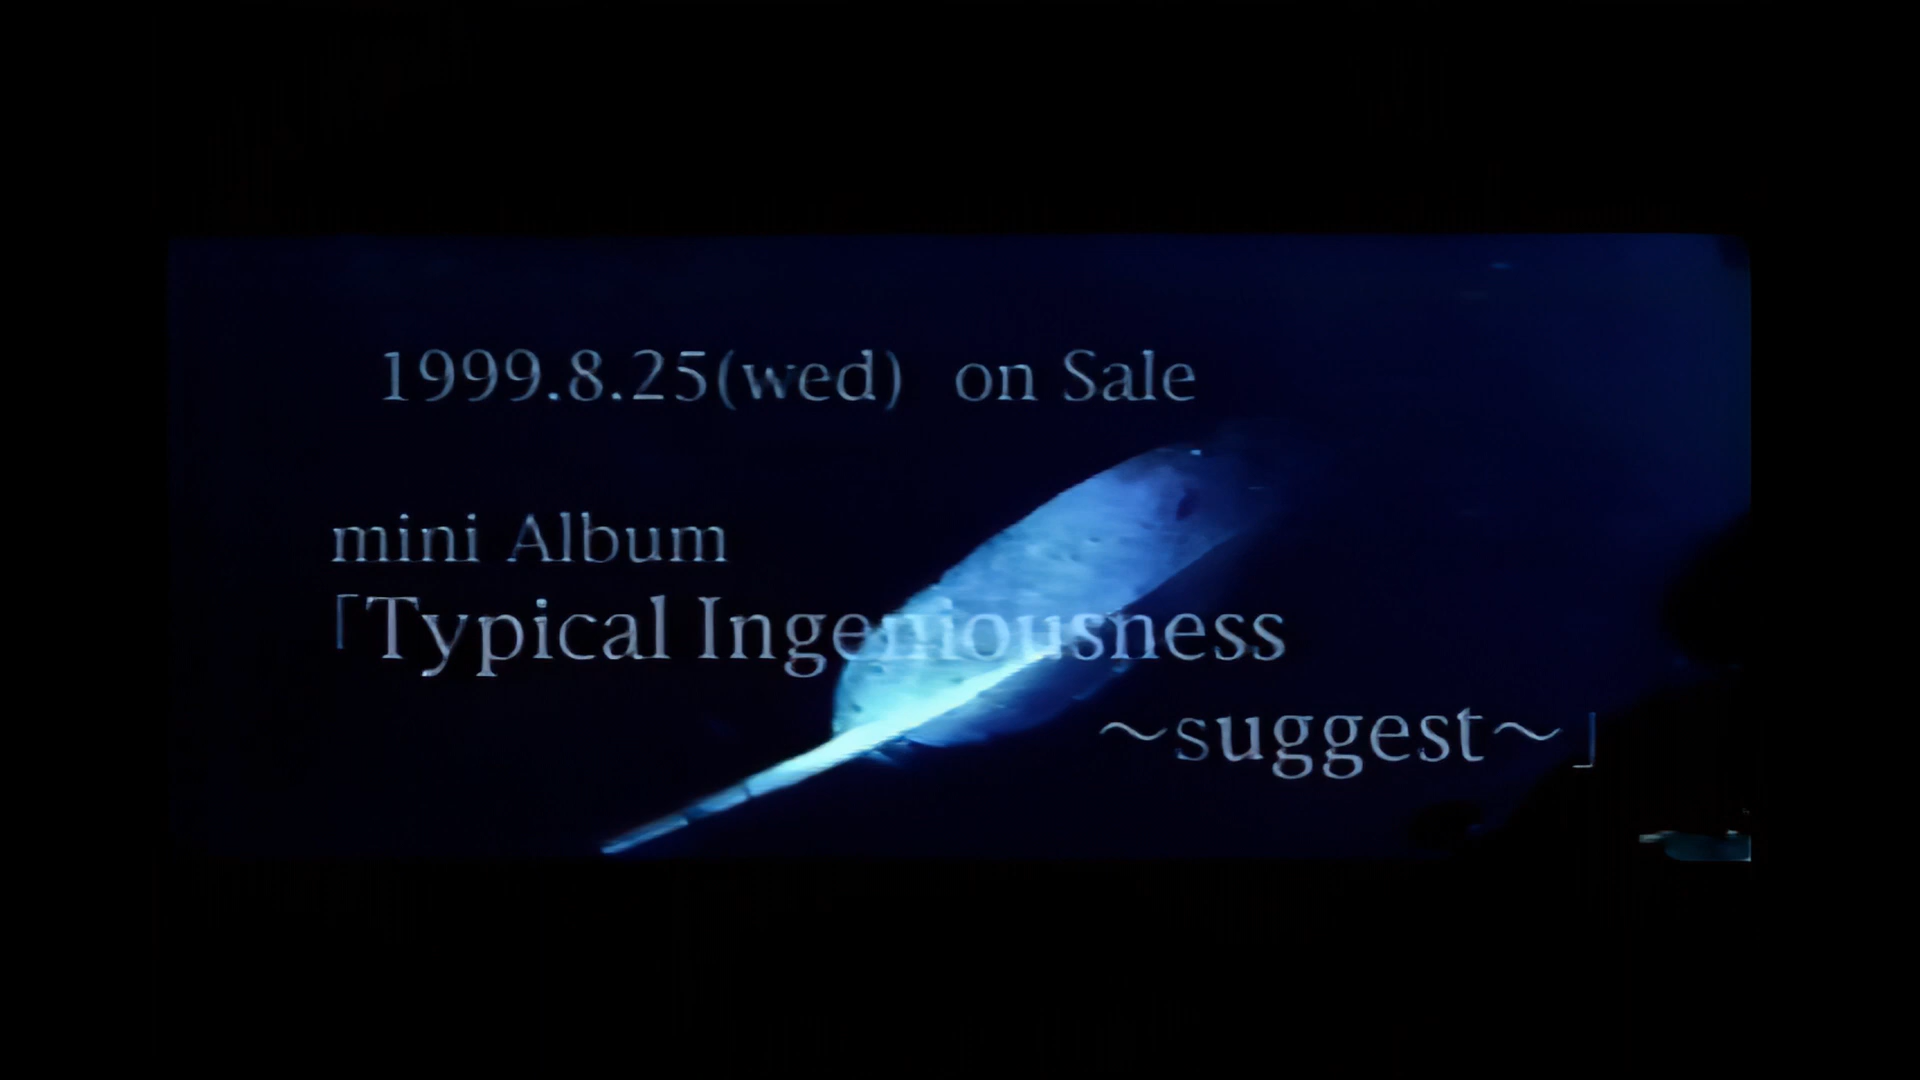 1999.8.25(wed) on Sale
mini Album
「Typical Ingeniousness
～suggest～」